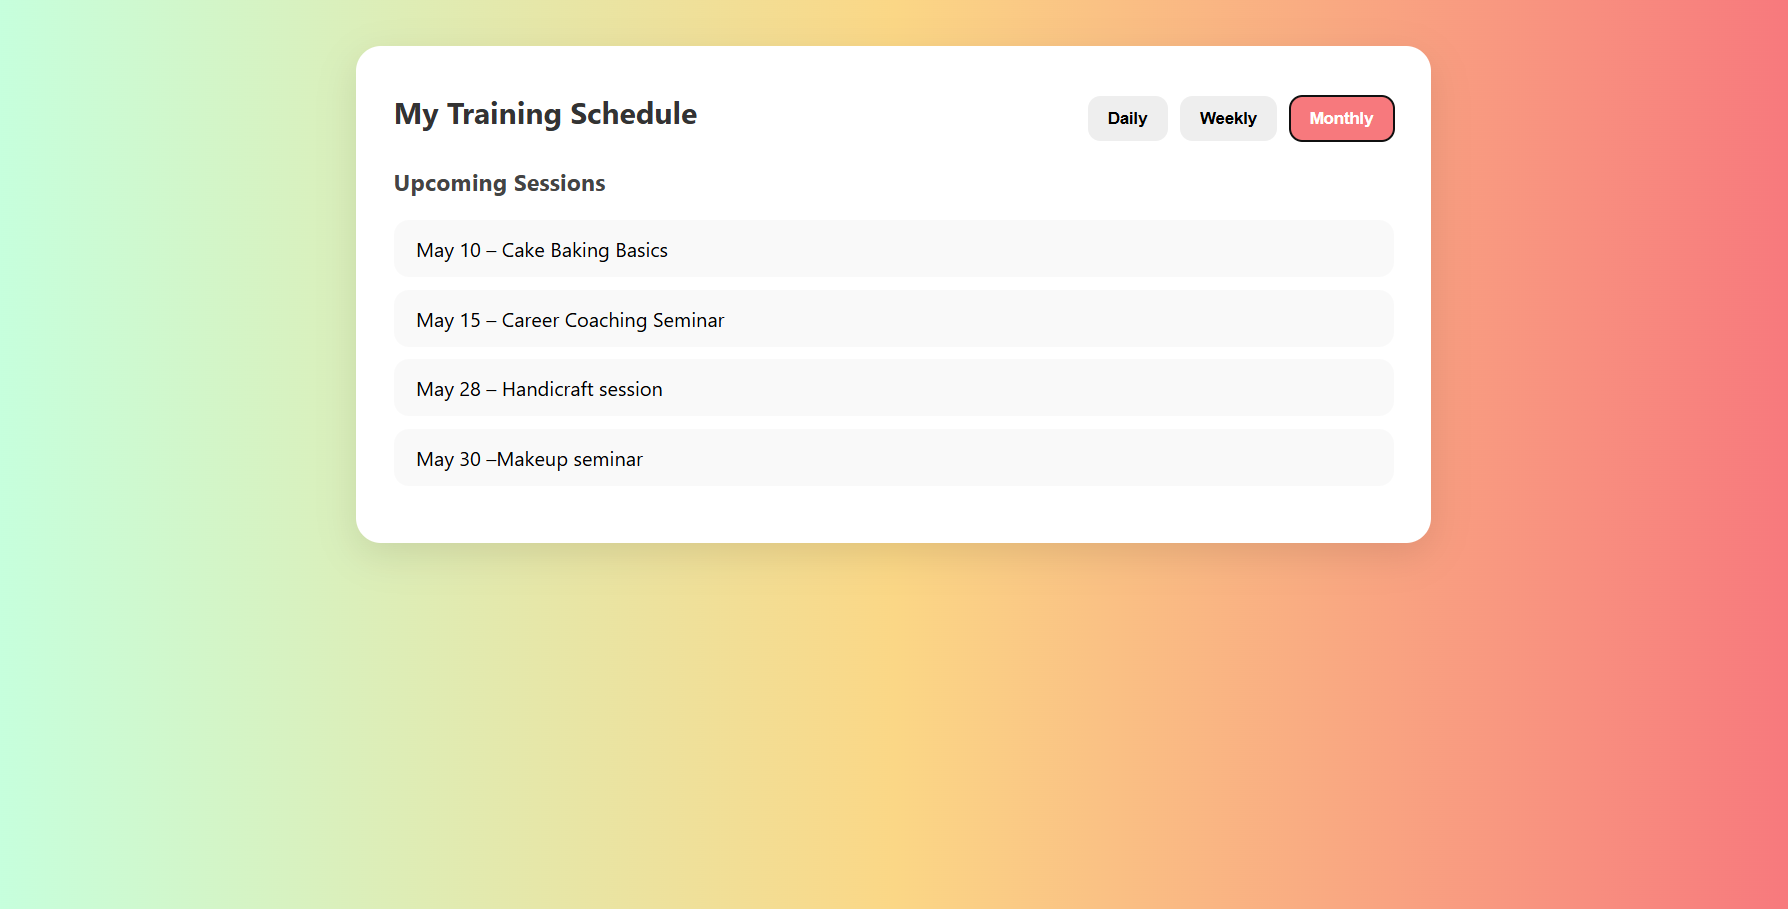 My Training Schedule
Daily Weekly Monthly
Upcoming Sessions
May 10 – Cake Baking Basics
May 15 – Career Coaching Seminar
May 28 – Handicraft session
May 30 –Makeup seminar